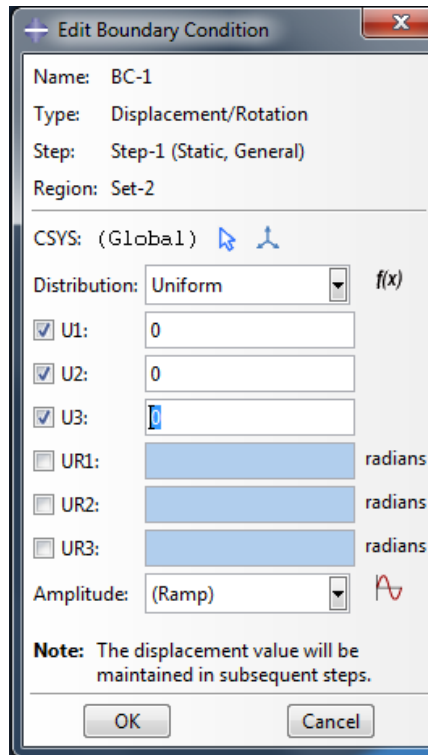 Edit Boundary Condition
x
Name: BC-1
Type: Displacement/Rotation
Step: Step-1 (Static, General)
Region: Set-2
CSYS: (Global)
Distribution: Uniform f(x)
U1: 0
U2: 0
U3: 0
UR1: radians
UR2: radians
UR3: radians
Amplitude: (Ramp)
Note: The displacement value will be
maintained in subsequent steps.
OK Cancel